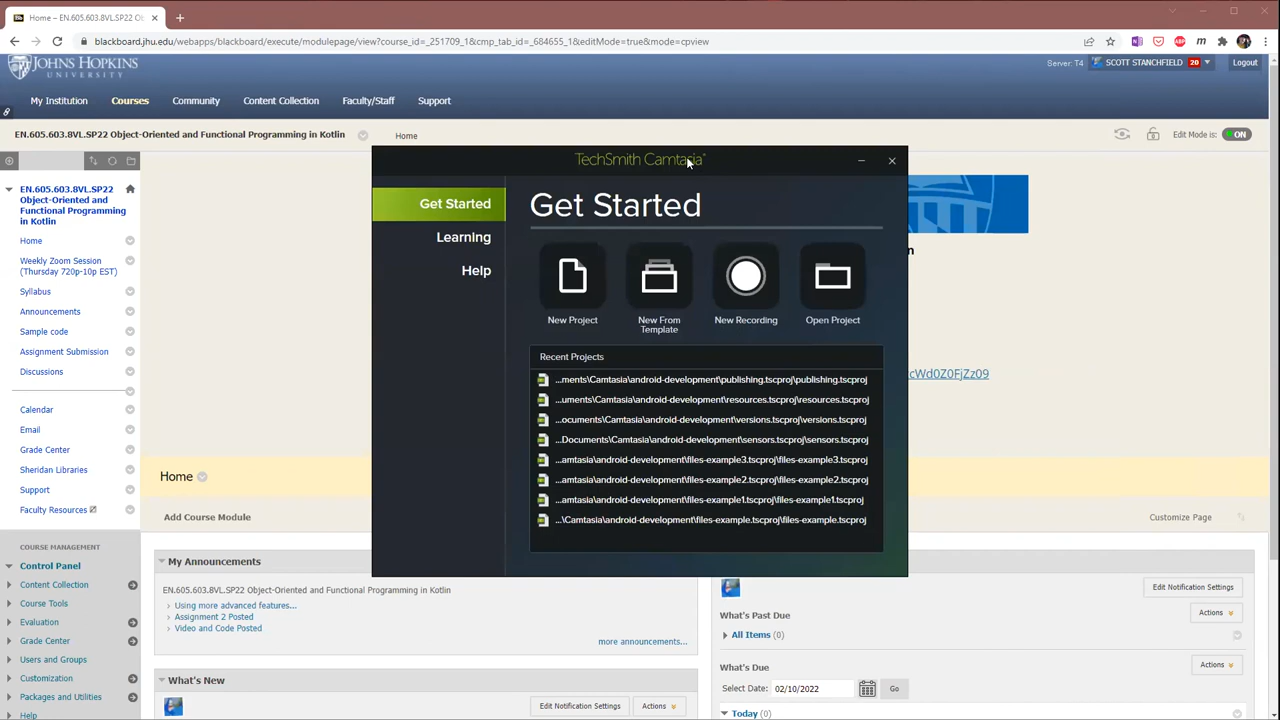 Home – EN.605.603.8VL.SP22 Ob
blackboard.jhu.edu/webapps/blackboard/execute/modulepage/view?course_id=_251709_1&cmp_tab_id=_684655_1&editMode=true&mode=cpview
JOHNS HOPKINS
UNIVERSITY
Server: T4
SCOTT STANCHFIELD
20
Logout
My Institution
Courses
Community
Content Collection
Faculty/Staff
Support
EN.605.603.8VL.SP22 Object-Oriented and Functional Programming in Kotlin
Home
Edit Mode is:
ON
EN.605.603.8VL.SP22
Object-Oriented and
Functional Programming
in Kotlin
Home
Weekly Zoom Session
(Thursday 720p-10p EST)
Syllabus
Announcements
Sample code
Assignment Submission
Discussions
Calendar
Email
Grade Center
Sheridan Libraries
Support
Faculty Resources
COURSE MANAGEMENT
Control Panel
Content Collection
Course Tools
Evaluation
Grade Center
Users and Groups
Customization
Packages and Utilities
Help
TechSmith Camtasia®
Get Started
Learning
Help
Get Started
New Project
New From
Template
New Recording
Open Project
Recent Projects
...ments\Camtasia\android-development\publishing.tscproj\publishing.tscproj
...uments\Camtasia\android-development\resources.tscproj\resources.tscproj
...ocuments\Camtasia\android-development\versions.tscproj\versions.tscproj
...Documents\Camtasia\android-development\sensors.tscproj\sensors.tscproj
...amtasia\android-development\files-example3.tscproj\files-example3.tscproj
...amtasia\android-development\files-example2.tscproj\files-example2.tscproj
...amtasia\android-development\files-example1.tscproj\files-example1.tscproj
...\Camtasia\android-development\files-example.tscproj\files-example.tscproj
n
cWd0Z0FjZz09
Home
Add Course Module
Customize Page
My Announcements
EN.605.603.8VL.SP22 Object-Oriented and Functional Programming in Kotlin
Using more advanced features...
Assignment 2 Posted
Video and Code Posted
more announcements...
What's New
Edit Notification Settings
Actions
Edit Notification Settings
What's Past Due
Actions
All Items (0)
What's Due
Actions
Select Date:
02/10/2022
Go
Today (0)